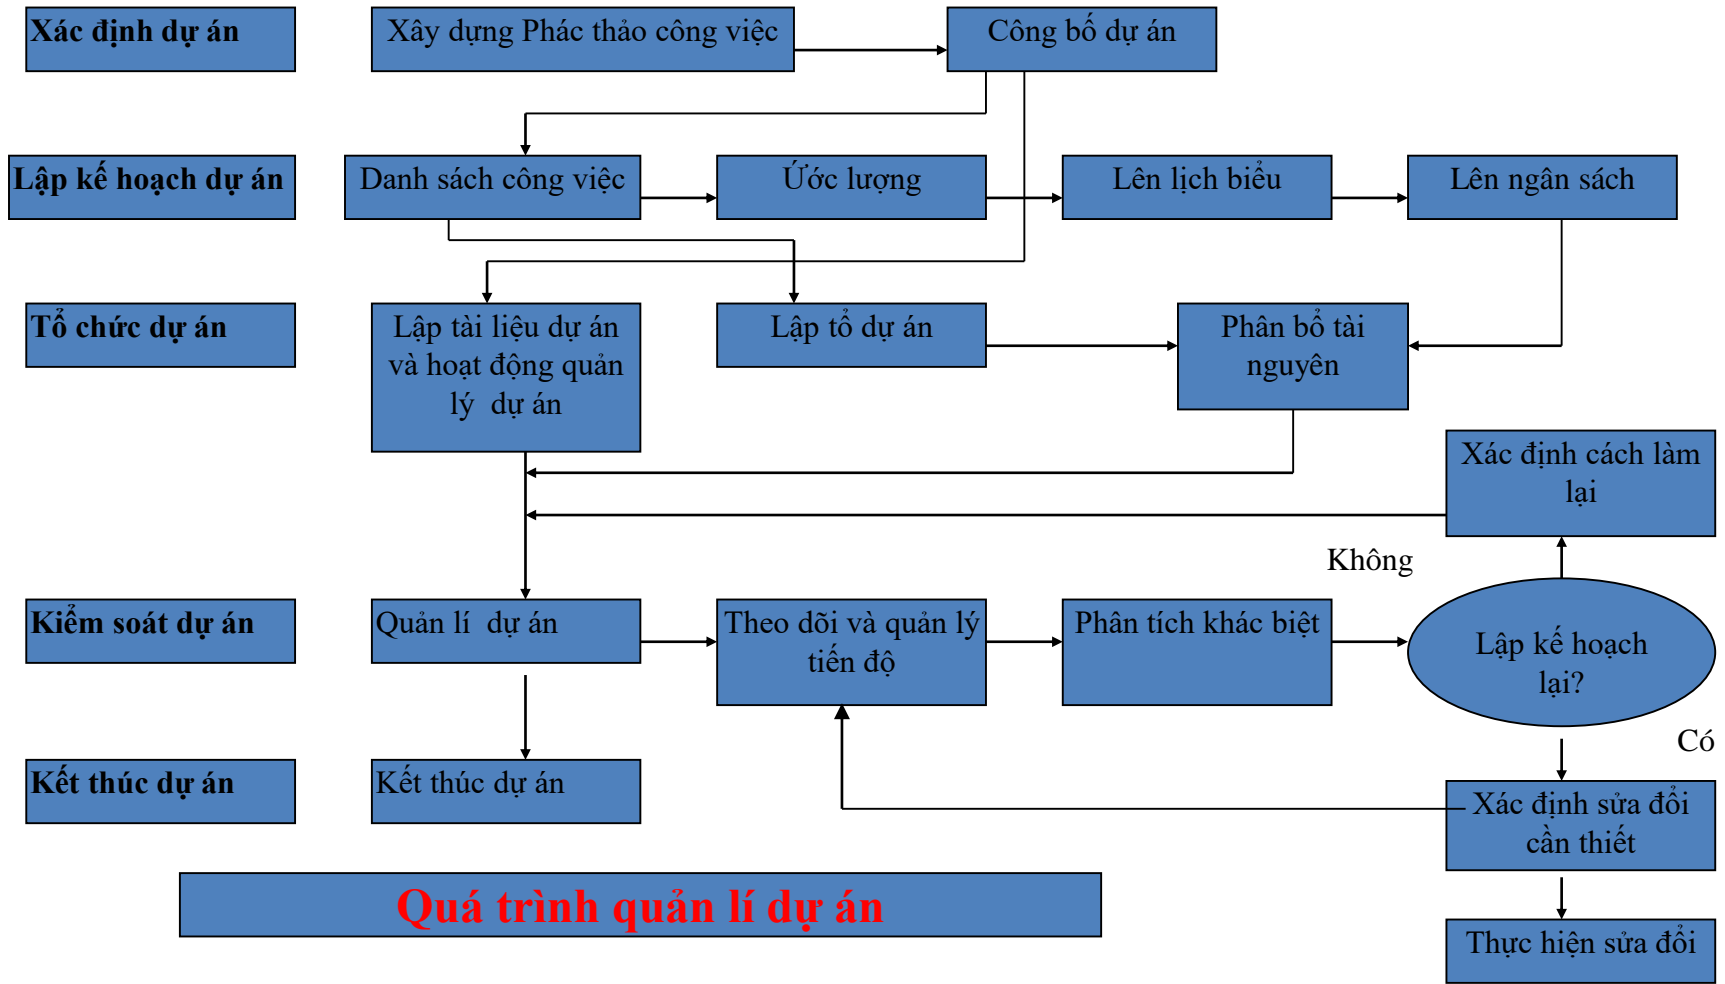 Xác định dự án
Xây dựng Phác thảo công việc
Công bố dự án
Lập kế hoạch dự án
Danh sách công việc
Ức lượng
Lên lịch biểu
Lên ngân sách
Tổ chức dự án
Lập tài liệu dự án
và hoạt động quản
lý dự án
Lập tổ dự án
Phân bổ tài
nguyên
Xác định cách làm
lại
Không
Kiểm soát dự án
Quản lí dự án
Theo dõi và quản lý
tiến độ
Phân tích khác biệt
Lập kế hoạch
lại?
Có
Kết thúc dự án
Kết thúc dự án
Xác định sửa đổi
cần thiết
Quá trình quản lí dự án
Thực hiện sửa đổi